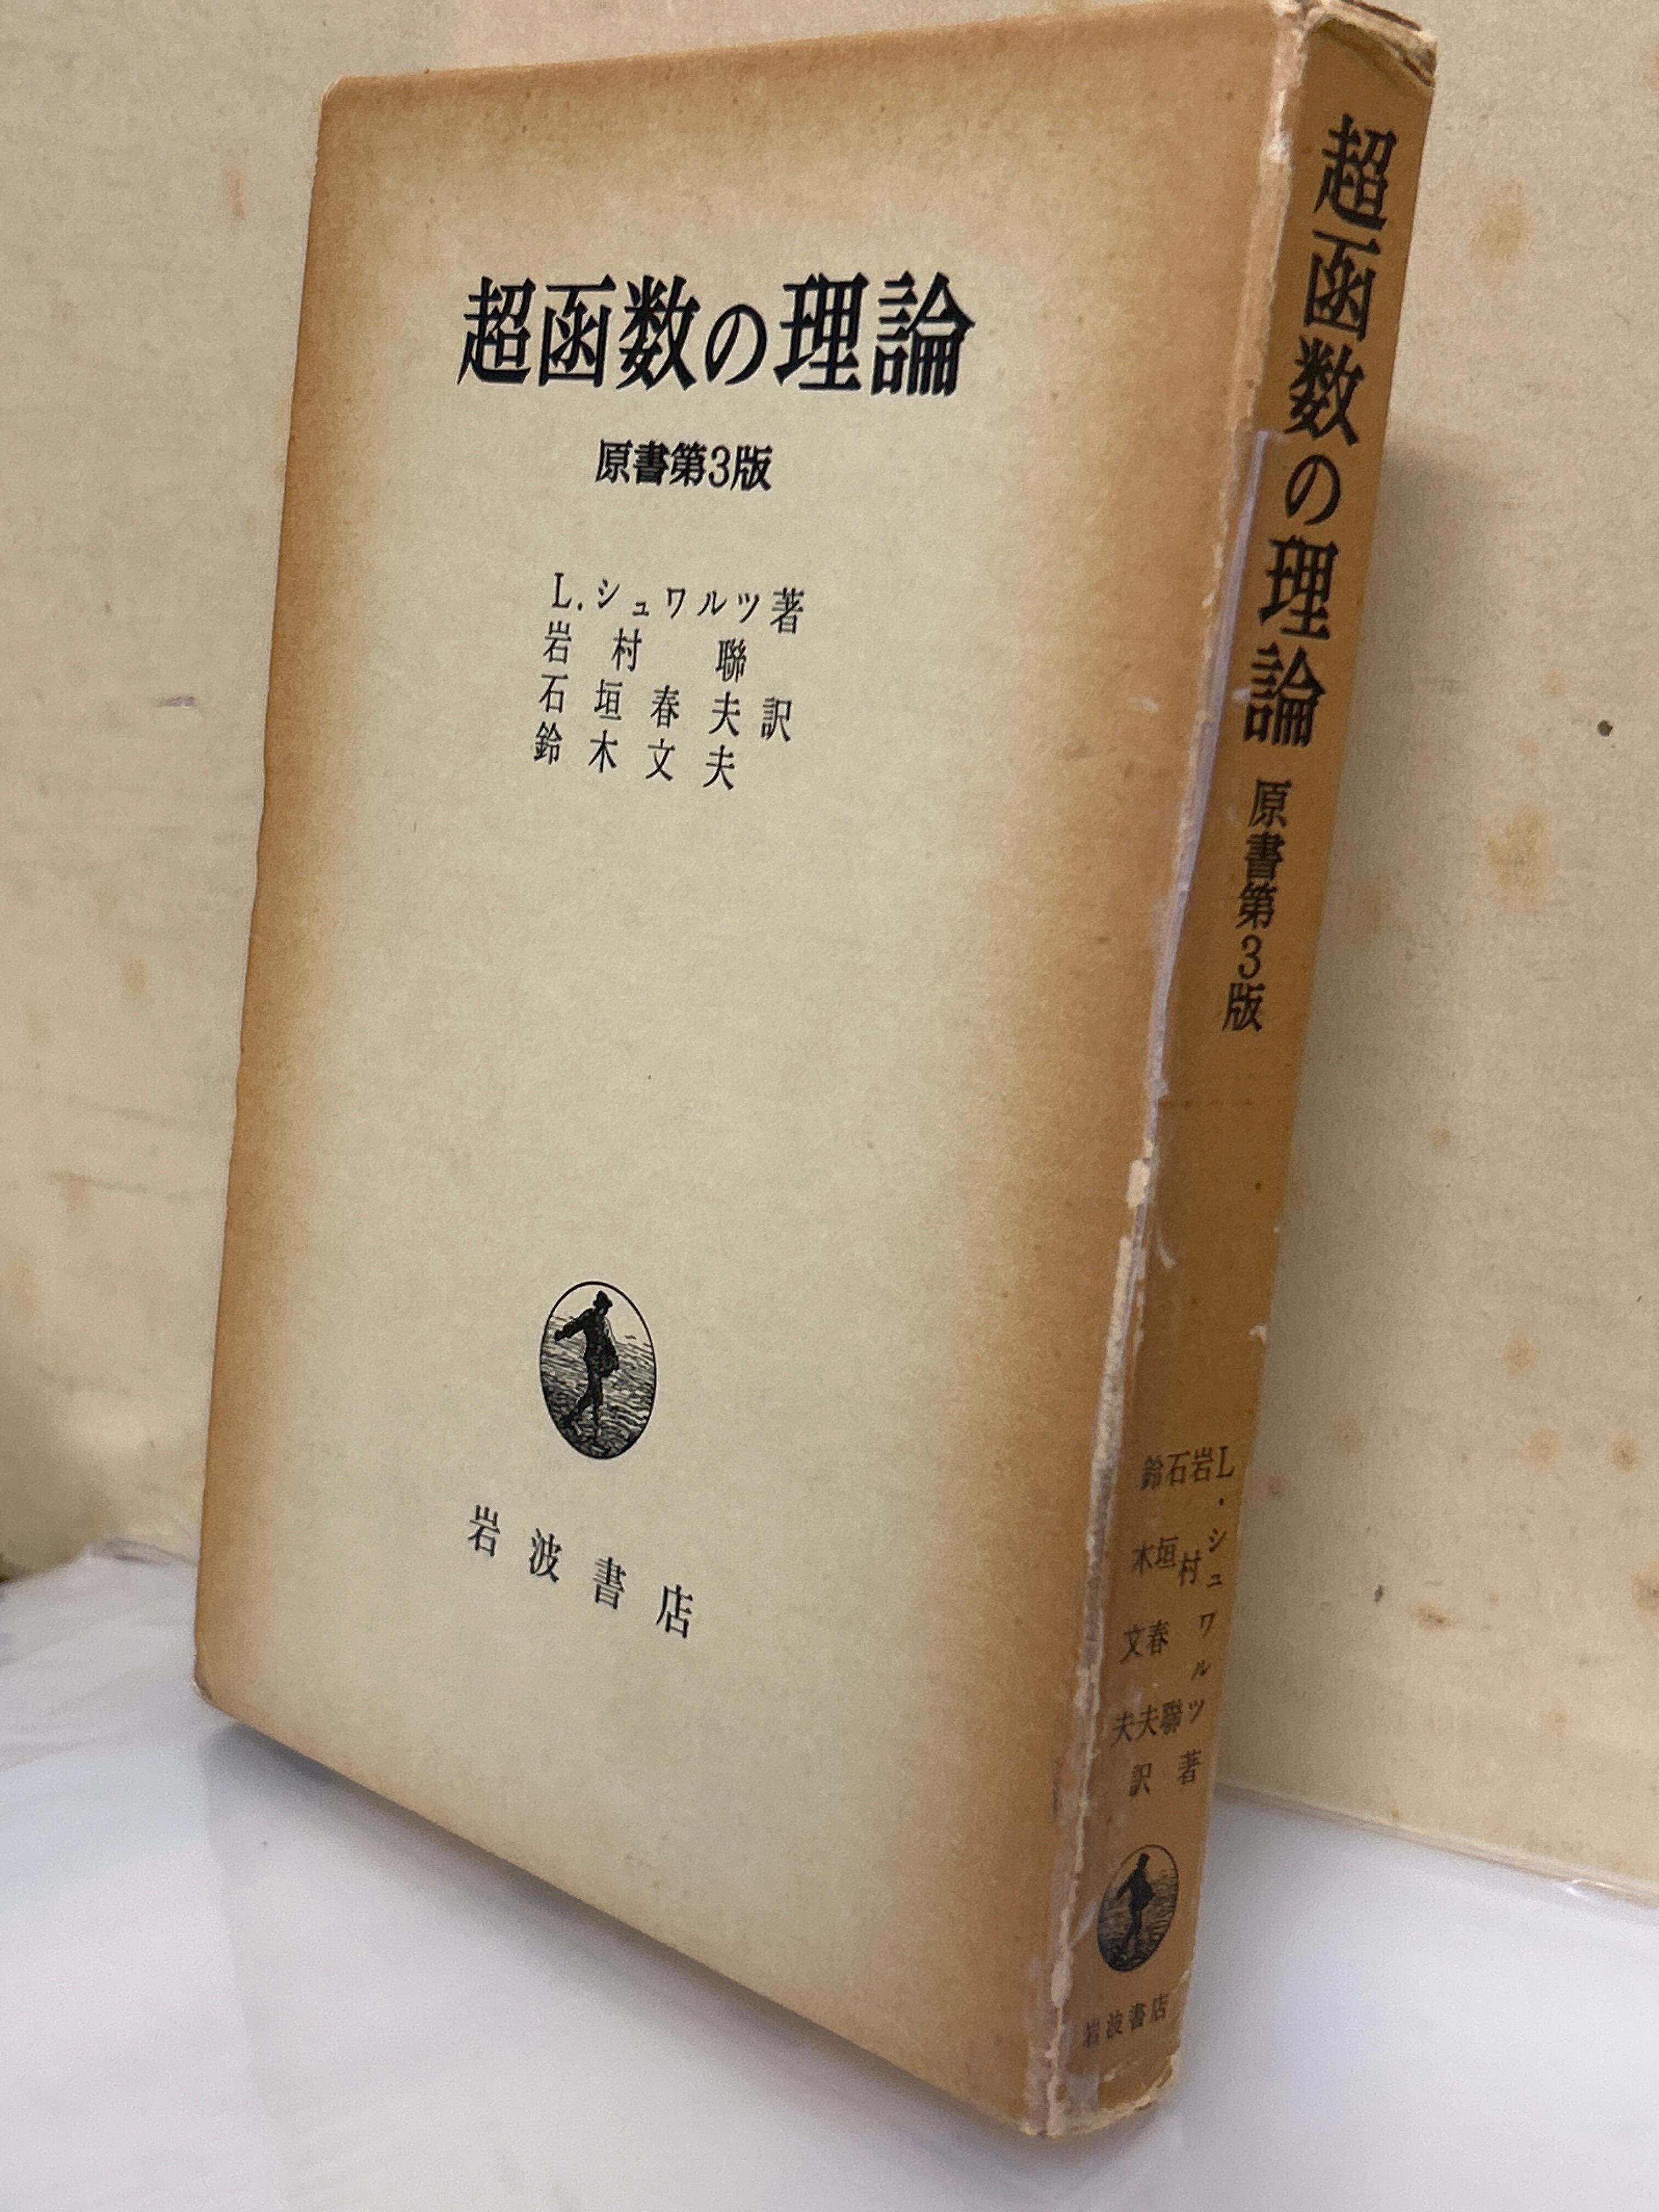 超函数の理論
原書第3版
L.シュワルツ著
岩村 聯
石垣春夫訳
鈴木文夫
岩波書店
超函数の理論 原書第3版
L.シュワルツ著
岩村 聯
石垣春夫訳
鈴木文夫
岩波書店